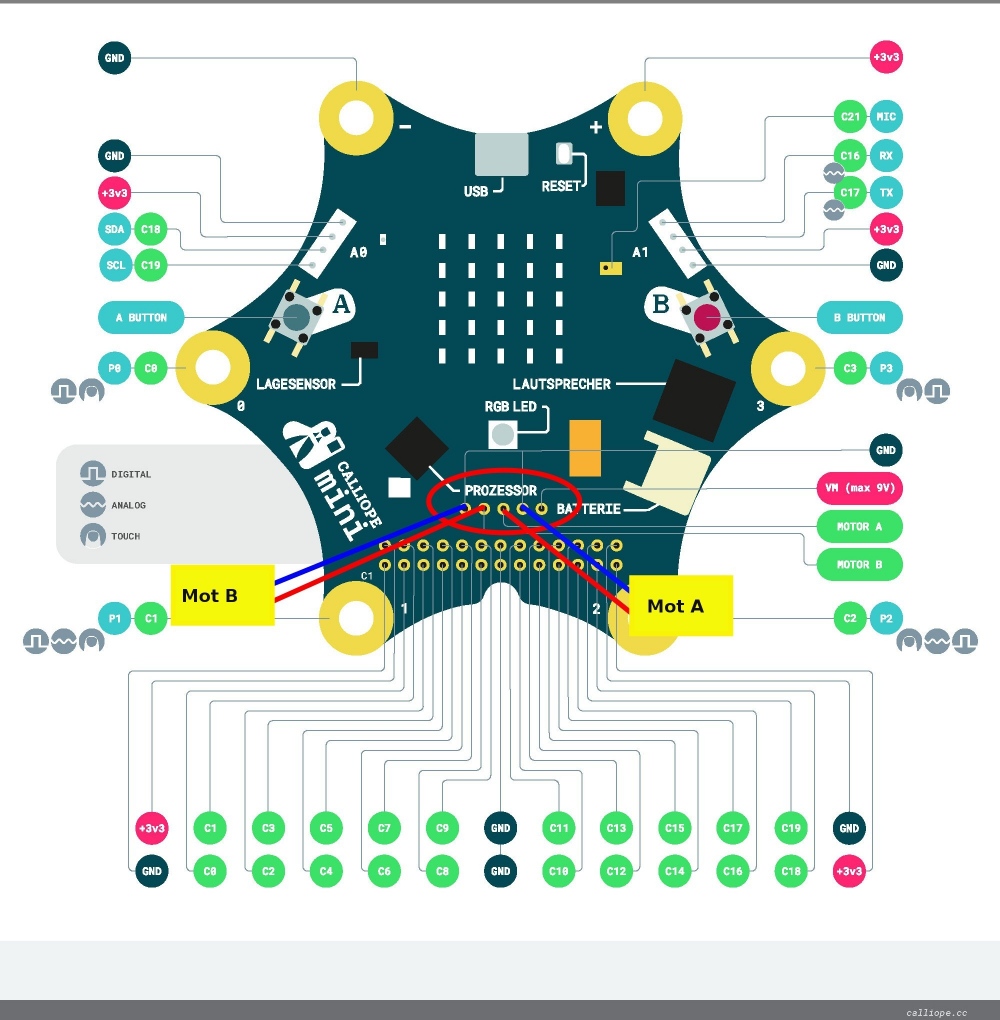 GND
+3v3
C21 MIC
GND
C16 RX
+3v3
C17 TX
SDA C18
+3v3
SCL C19
GND
− +
USB
RESET
A0
A1
A BUTTON
A
B
B BUTTON
P0 C0
C3 P3
LAGESENSOR
LAUTSPRECHER
0
3
RGB LED
CALLIOPE
mini
GND
DIGITAL
ANALOG
TOUCH
PROZESSOR
VM (max 9V)
BATTERIE
MOTOR A
MOTOR B
C1
Mot B
Mot A
1
2
P1 C1
C2 P2
+3v3 C1 C3 C5 C7 C9 GND C11 C13 C15 C17 C19 GND
GND C0 C2 C4 C6 C8 GND C10 C12 C14 C16 C18 +3v3
calliope.cc